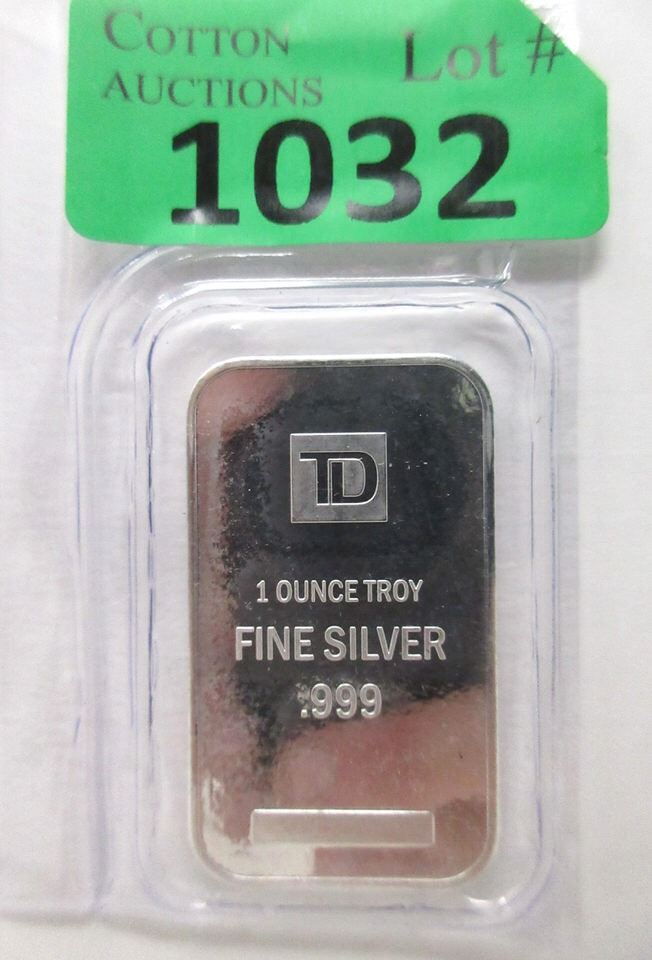 COTTON
AUCTIONS
Lot #
1032
TD
1 OUNCE TROY
FINE SILVER
.999